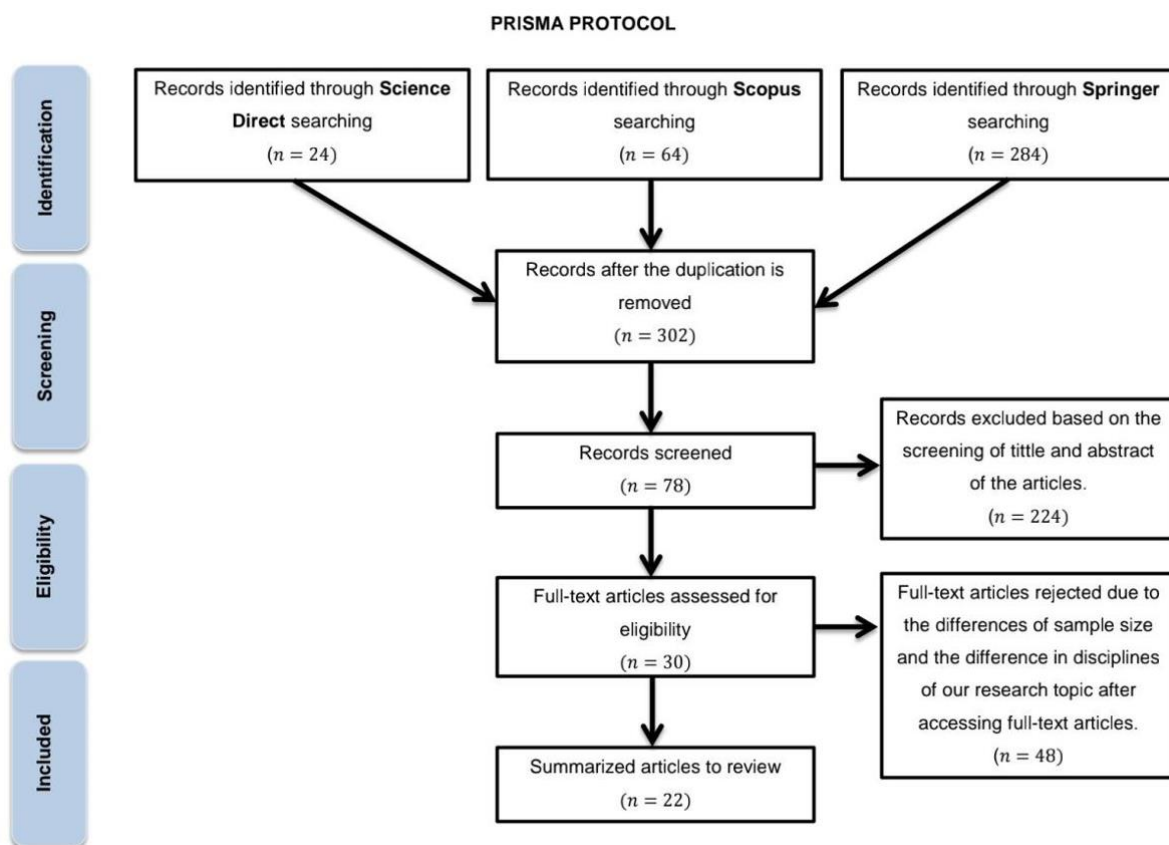 PRISMA PROTOCOL
Identification
Records identified through Science
Direct searching
(n = 24)
Records identified through Scopus
searching
(n = 64)
Records identified through Springer
searching
(n = 284)
Screening
Records after the duplication is
removed
(n = 302)
Records screened
(n = 78)
Records excluded based on the
screening of tittle and abstract
of the articles.
(n = 224)
Eligibility
Full-text articles assessed for
eligibility
(n = 30)
Full-text articles rejected due to
the differences of sample size
and the difference in disciplines
of our research topic after
accessing full-text articles.
(n = 48)
Included
Summarized articles to review
(n = 22)